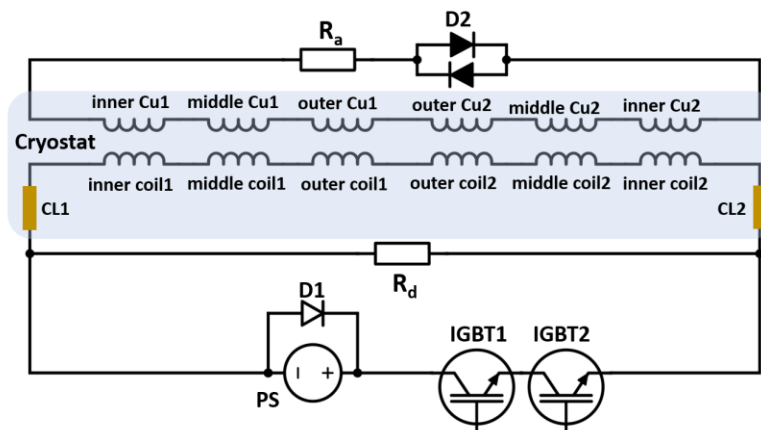 D2
Ra
inner Cu1 middle Cu1 outer Cu1 outer Cu2 middle Cu2 inner Cu2
Cryostat
inner coil1 middle coil1 outer coil1 outer coil2 middle coil2 inner coil2
CL1 CL2
Rd
D1
IGBT1 IGBT2
PS